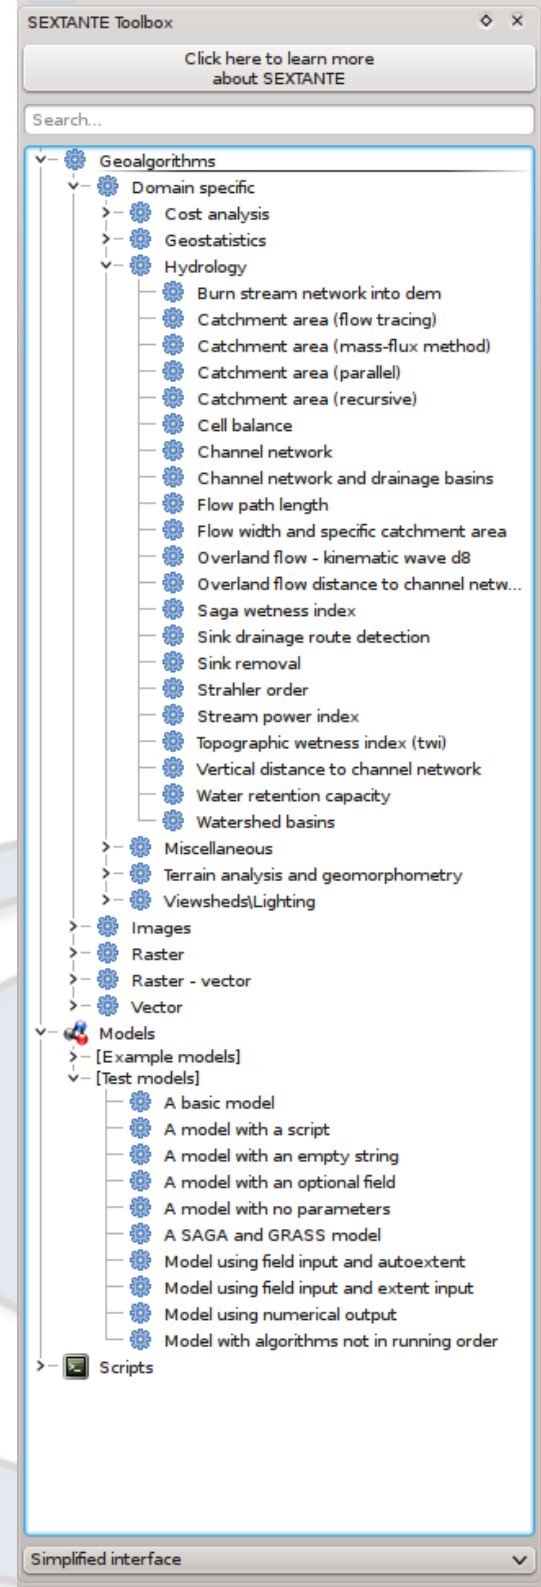 SEXTANTE Toolbox
Click here to learn more
about SEXTANTE
Search...
Geoalgorithms
Domain specific
Cost analysis
Geostatistics
Hydrology
Burn stream network into dem
Catchment area (flow tracing)
Catchment area (mass-flux method)
Catchment area (parallel)
Catchment area (recursive)
Cell balance
Channel network
Channel network and drainage basins
Flow path length
Flow width and specific catchment area
Overland flow - kinematic wave d8
Overland flow distance to channel netw...
Saga wetness index
Sink drainage route detection
Sink removal
Strahler order
Stream power index
Topographic wetness index (twi)
Vertical distance to channel network
Water retention capacity
Watershed basins
Miscellaneous
Terrain analysis and geomorphometry
Viewsheds\Lighting
Images
Raster
Raster - vector
Vector
Models
[Example models]
[Test models]
A basic model
A model with a script
A model with an empty string
A model with an optional field
A model with no parameters
A SAGA and GRASS model
Model using field input and autoextent
Model using field input and extent input
Model using numerical output
Model with algorithms not in running order
Scripts
Simplified interface